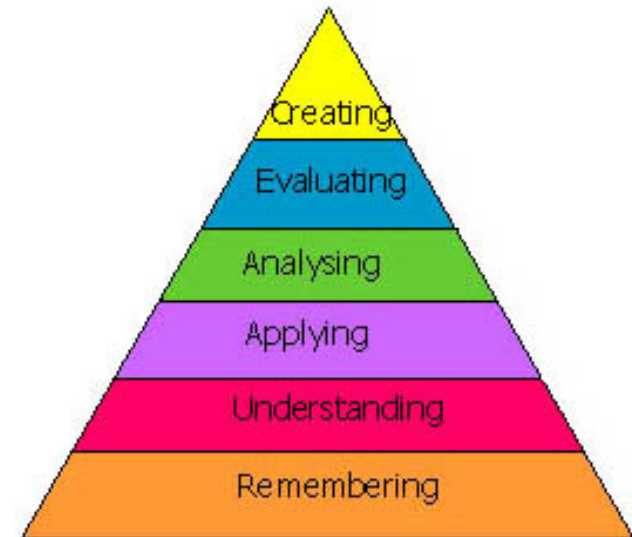 Creating
Evaluating
Analysing
Applying
Understanding
Remembering